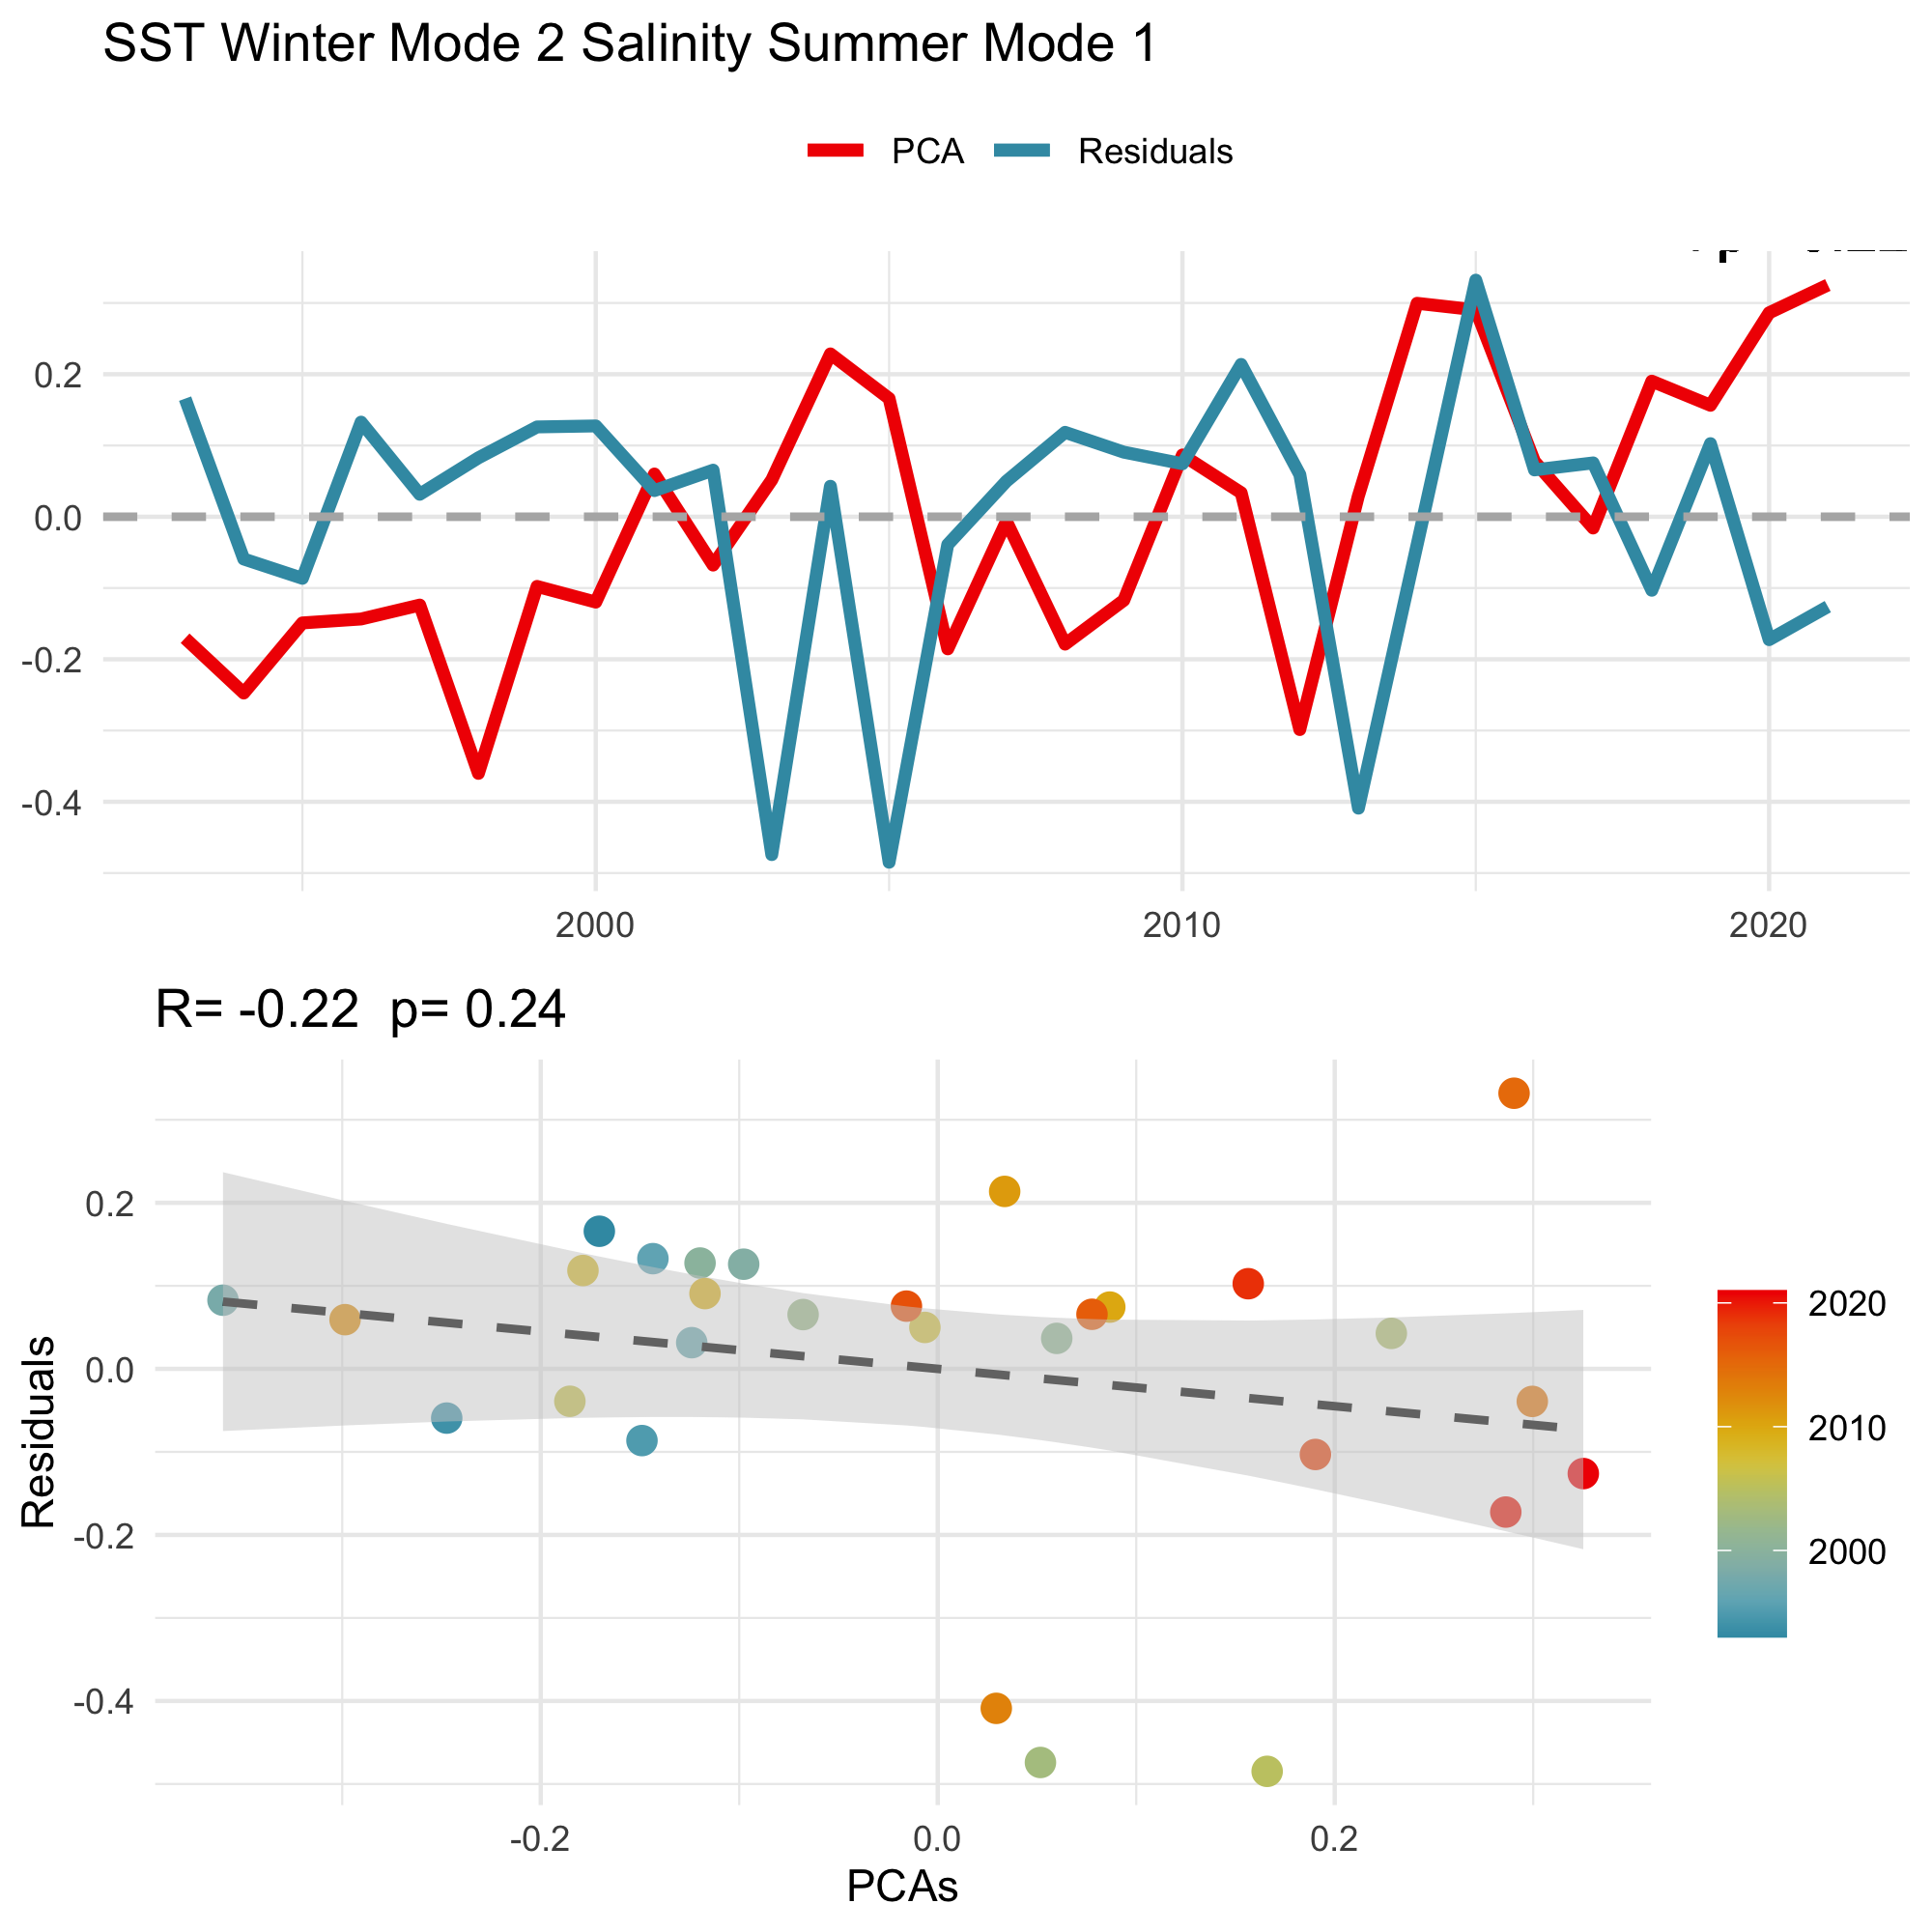 SST Winter Mode 2 Salinity Summer Mode 1
PCA Residuals
0.2
0.0
-0.2
-0.4
2000 2010 2020
R= -0.22  p= 0.24
Residuals
0.2
0.0
-0.2
-0.4
-0.2 0.0 0.2
PCAs
2020
2010
2000